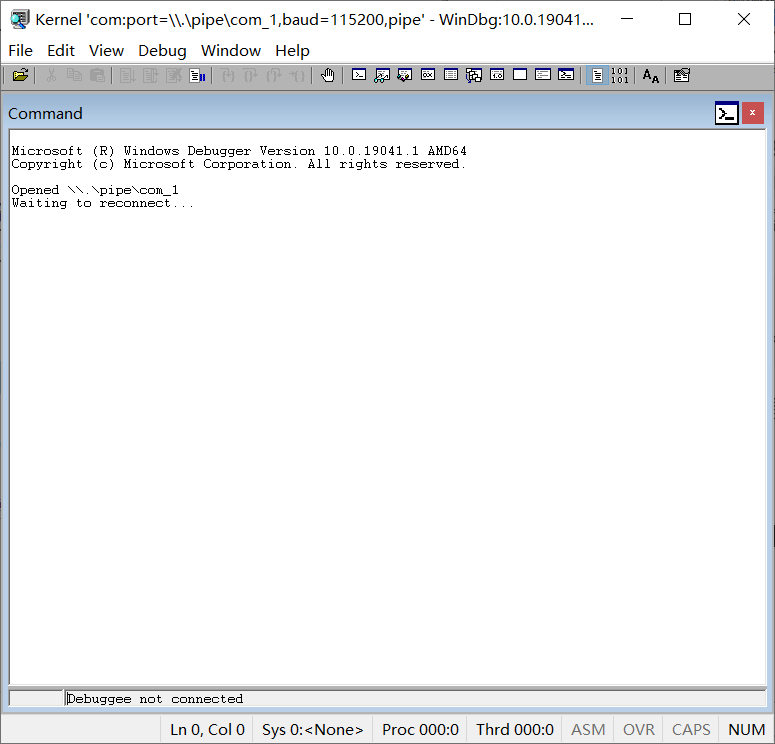 Kernel 'com:port=\\.\pipe\com_1,baud=115200,pipe' - WinDbg:10.0.19041...
File Edit View Debug Window Help
Command
Microsoft (R) Windows Debugger Version 10.0.19041.1 AMD64
Copyright (c) Microsoft Corporation. All rights reserved.
Opened \\.\pipe\com_1
Waiting to reconnect...
Debuggee not connected
Ln 0, Col 0 Sys 0:<None> Proc 000:0 Thrd 000:0 ASM OVR CAPS NUM